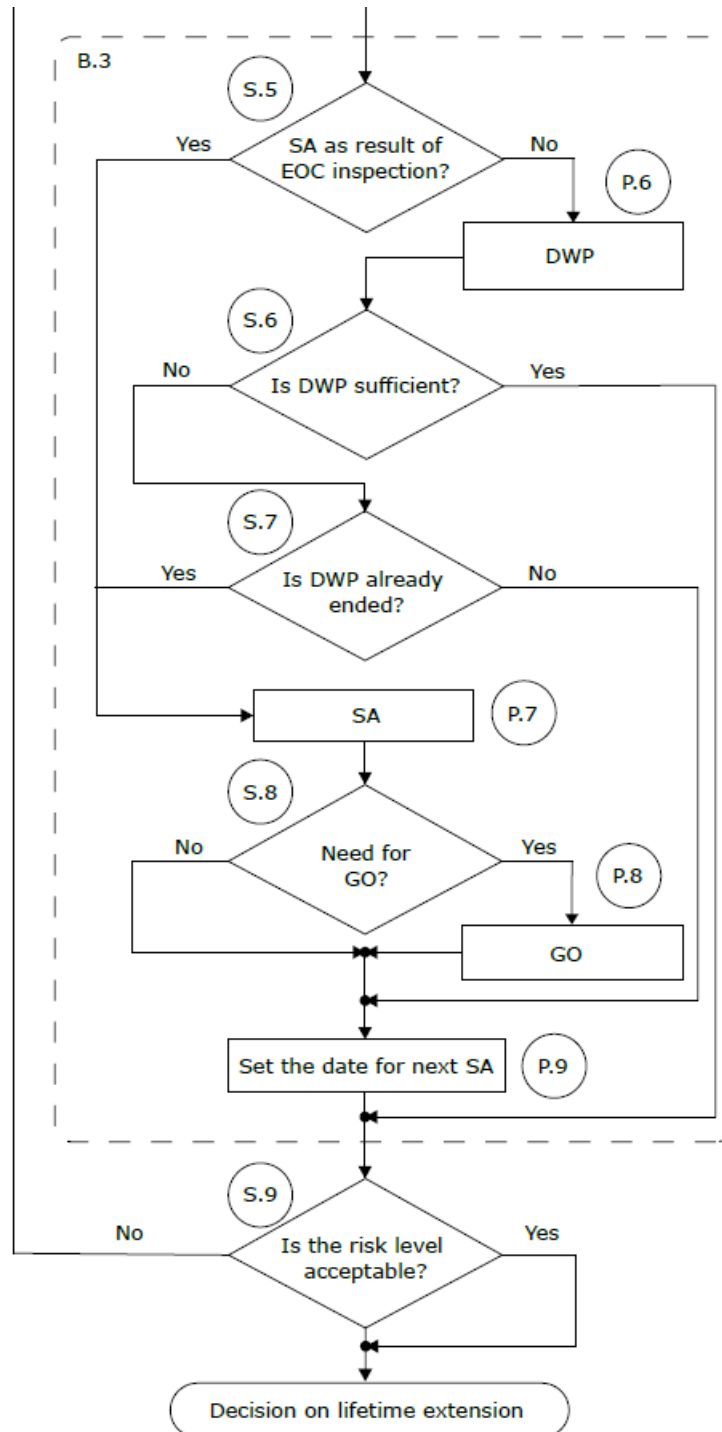 B.3
S.5
Yes
SA as result of
EOC inspection?
No
P.6
DWP
S.6
No
Is DWP sufficient?
Yes
S.7
Yes
Is DWP already
ended?
No
SA
P.7
S.8
No
Need for
GO?
Yes
P.8
GO
Set the date for next SA
P.9
S.9
No
Is the risk level
acceptable?
Yes
Decision on lifetime extension